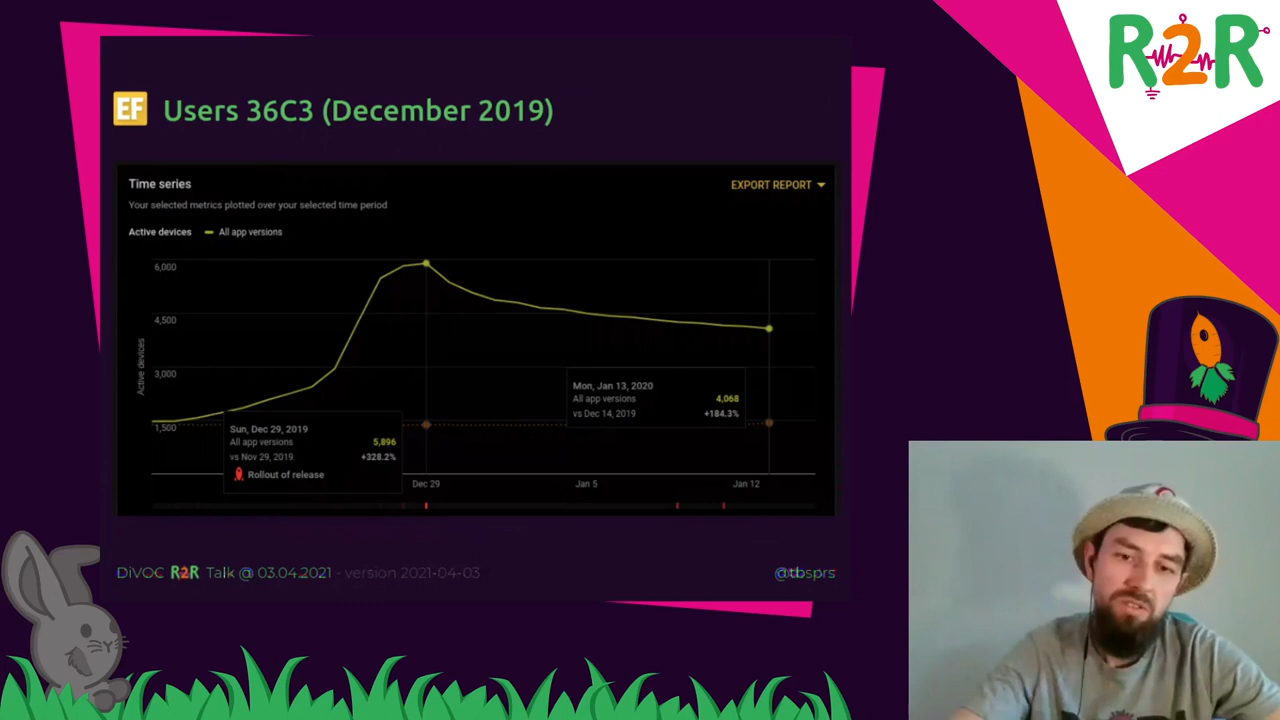 R2R
EF Users 36C3 (December 2019)
Time series
EXPORT REPORT
Your selected metrics plotted over your selected time period
Active devices All app versions
6,000
4,500
3,000
1,500
Active devices
Mon, Jan 13, 2020
All app versions 4,068
vs Dec 14, 2019 +184.3%
Sun, Dec 29, 2019
All app versions 5,896
vs Nov 29, 2019 +328.2%
Rollout of release
Dec 29 Jan 5 Jan 12
DiVOC R2R Talk @ 03.04.2021 - version 2021-04-03
@tbsprs